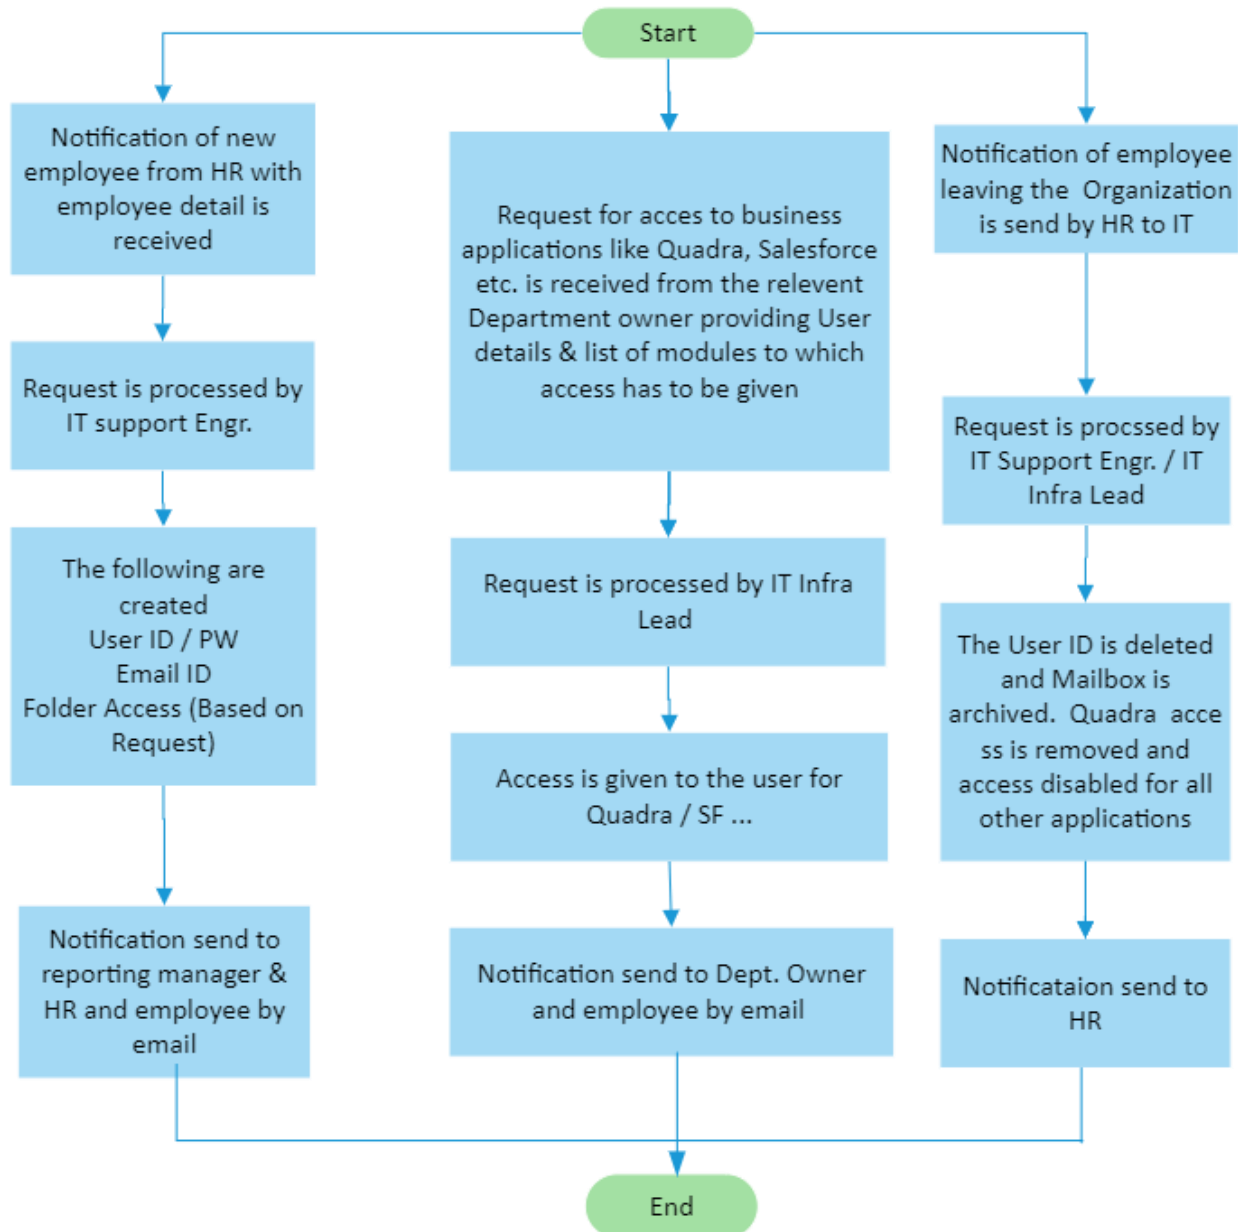 Start
Notification of new
employee from HR with
employee detail is
received
Request is processed by
IT support Engr.
The following are
created
User ID / PW
Email ID
Folder Access (Based on
Request)
Notification send to
reporting manager &
HR and employee by
email
Request for acces to business
applications like Quadra, Salesforce
etc. is received from the relevent
Department owner providing User
details & list of modules to which
access has to be given
Request is processed by IT Infra
Lead
Access is given to the user for
Quadra / SF ...
Notification send to Dept. Owner
and employee by email
Notification of employee
leaving the Organization
is send by HR to IT
Request is procssed by
IT Support Engr. / IT
Infra Lead
The User ID is deleted
and Mailbox is
archived. Quadra acce
ss is removed and
access disabled for all
other applications
Notificataion send to
HR
End